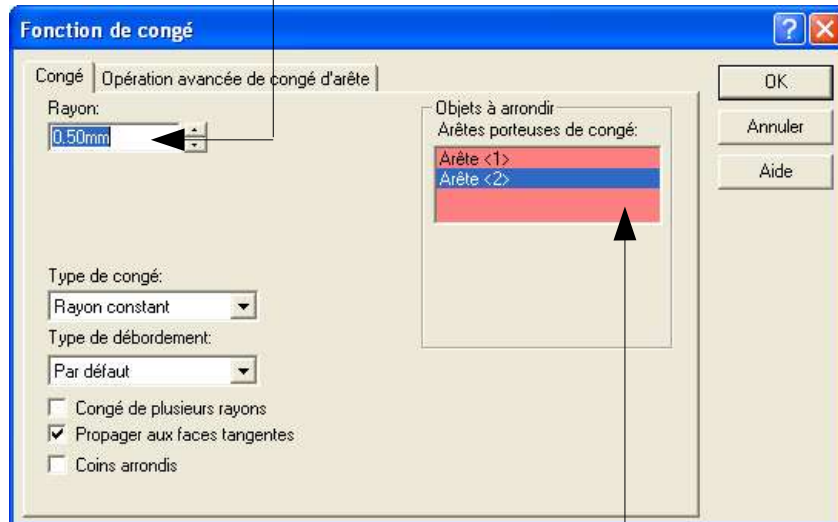 Fonction de congé
Congé
Opération avancée de congé d'arête
Rayon:
0.50mm
Objets à arrondir
Arêtes porteuses de congé:
Arête <1>
Arête <2>
OK
Annuler
Aide
Type de congé:
Rayon constant
Type de débordement:
Par défaut
Congé de plusieurs rayons
Propager aux faces tangentes
Coins arrondis